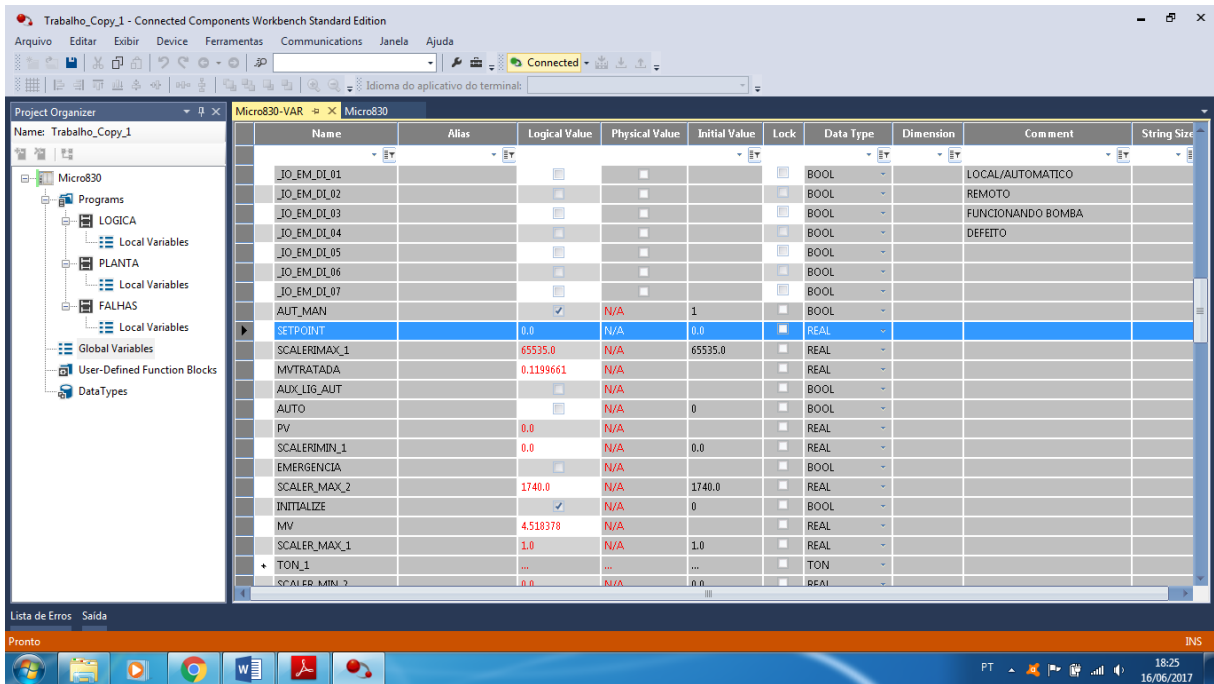 Trabalho_Copy_1 - Connected Components Workbench Standard Edition
Arquivo Editar Exibir Device Ferramentas Communications Janela Ajuda
Connected
Idioma do aplicativo do terminal:
Project Organizer
Name: Trabalho_Copy_1
Micro830
Programs
LOGICA
Local Variables
PLANTA
Local Variables
FALHAS
Local Variables
Global Variables
User-Defined Function Blocks
DataTypes
Micro830-VAR Micro830
Name Alias Logical Value Physical Value Initial Value Lock Data Type Dimension Comment String Size
_IO_EM_DI_01 BOOL LOCAL/AUTOMATICO
_IO_EM_DI_02 BOOL REMOTO
_IO_EM_DI_03 BOOL FUNCIONANDO BOMBA
_IO_EM_DI_04 BOOL DEFEITO
_IO_EM_DI_05 BOOL
_IO_EM_DI_06 BOOL
_IO_EM_DI_07 BOOL
AUT_MAN N/A 1 BOOL
SETPOINT 0.0 N/A 0.0 REAL
SCALERIMAX_1 65535.0 N/A 65535.0 REAL
MVTRATADA 0.1199661 N/A REAL
AUX_LIG_AUT N/A BOOL
AUTO N/A 0 BOOL
PV 0.0 N/A REAL
SCALERIMIN_1 0.0 N/A 0.0 REAL
EMERGENCIA N/A BOOL
SCALER_MAX_2 1740.0 N/A 1740.0 REAL
INITIALIZE N/A 0 BOOL
MV 4.518378 N/A REAL
SCALER_MAX_1 1.0 N/A 1.0 REAL
+ TON_1 ... ... ... TON
SCALER_MIN_2 0.0 N/A 0.0 REAL
Lista de Erros Saída
Pronto INS
PT 18:25
16/06/2017